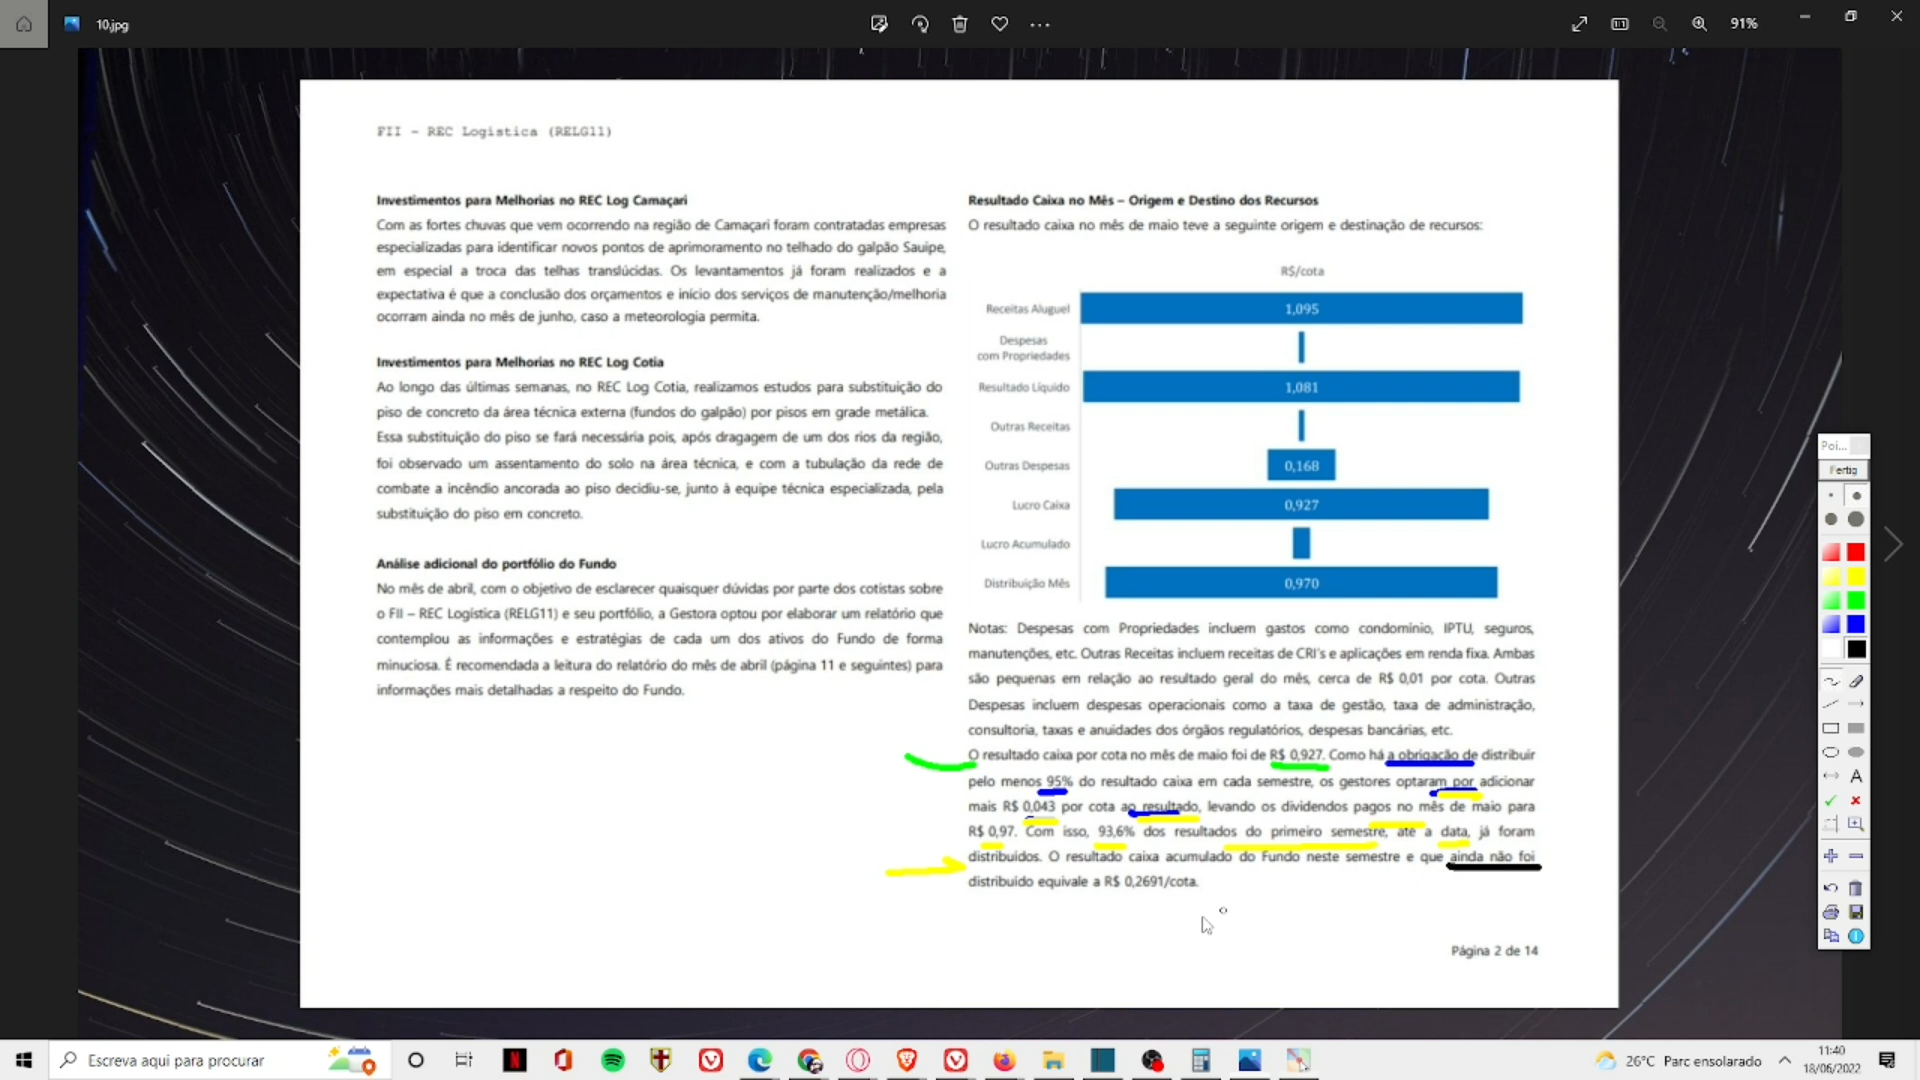 10.jpg
91%
FII – REC Logística (RELG11)
Investimentos para Melhorias no REC Log Camaçari
Com as fortes chuvas que vem ocorrendo na região de Camaçari foram contratadas empresas
especializadas para identificar novos pontos de aprimoramento no telhado do galpão Sauipe,
em especial a troca das telhas translúcidas. Os levantamentos já foram realizados e a
expectativa é que a conclusão dos orçamentos e início dos serviços de manutenção/melhoria
ocorram ainda no mês de junho, caso a meteorologia permita.
Investimentos para Melhorias no REC Log Cotia
Ao longo das últimas semanas, no REC Log Cotia, realizamos estudos para substituição do
piso de concreto da área técnica externa (fundos do galpão) por pisos em grade metálica.
Essa substituição do piso se fará necessária pois, após dragagem de um dos rios da região,
foi observado um assentamento do solo na área técnica, e com a tubulação da rede de
combate a incêndio ancorada ao piso decidiu-se, junto à equipe técnica especializada, pela
substituição do piso em concreto.
Análise adicional do portfólio do Fundo
No mês de abril, com o objetivo de esclarecer quaisquer dúvidas por parte dos cotistas sobre
o FII – REC Logística (RELG11) e seu portfólio, a Gestora optou por elaborar um relatório que
contemplou as informações e estratégias de cada um dos ativos do Fundo de forma
minuciosa. É recomendada a leitura do relatório do mês de abril (página 11 e seguintes) para
informações mais detalhadas a respeito do Fundo.
Resultado Caixa no Mês – Origem e Destino dos Recursos
O resultado caixa no mês de maio teve a seguinte origem e destinação de recursos:
R$/cota
Receitas Aluguel
1,095
Despesas
com Propriedades
Resultado Líquido
1,081
Outras Receitas
Outras Despesas
0,168
Lucro Caixa
0,927
Lucro Acumulado
Distribuição Mês
0,970
Notas: Despesas com Propriedades incluem gastos como condomínio, IPTU, seguros,
manutenções, etc. Outras Receitas incluem receitas de CRI's e aplicações em renda fixa. Ambas
são pequenas em relação ao resultado geral do mês, cerca de R$ 0,01 por cota. Outras
Despesas incluem despesas operacionais como a taxa de gestão, taxa de administração,
consultoria, taxas e anuidades dos órgãos regulatórios, despesas bancárias, etc.
O resultado caixa por cota no mês de maio foi de R$ 0,927. Como há a obrigação de distribuir
pelo menos 95% do resultado caixa em cada semestre, os gestores optaram por adicionar
mais R$ 0,043 por cota ao resultado, levando os dividendos pagos no mês de maio para
R$ 0,97. Com isso, 93,6% dos resultados do primeiro semestre, até a data, já foram
distribuídos. O resultado caixa acumulado do Fundo neste semestre e que ainda não foi
distribuído equivale a R$ 0,2691/cota.
Página 2 de 14
Poi...
Fertig
A
Escreva aqui para procurar
26°C Parc ensolarado
11:40
18/06/2022